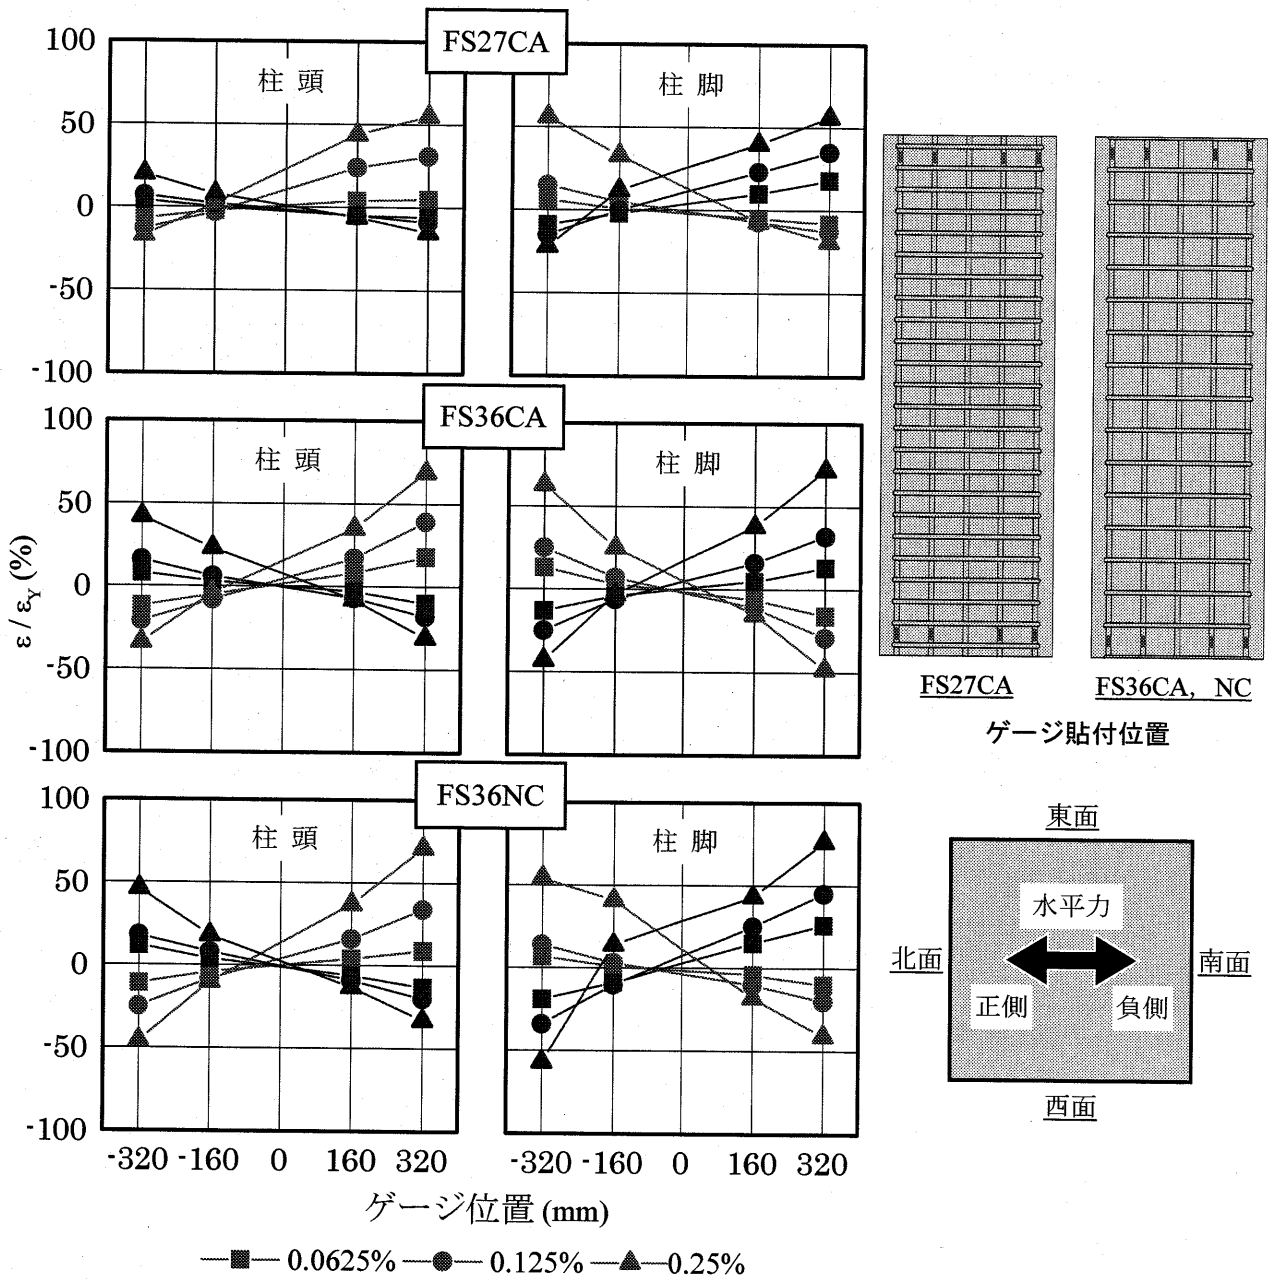 FS27CA
100
50
0
-50
-100
柱 頭
柱 脚
FS36CA
100
50
0
-50
-100
柱 頭
柱 脚
ε / εY (%)
FS36NC
100
50
0
-50
-100
柱 頭
柱 脚
-320 -160 0 160 320
-320 -160 0 160 320
ゲージ位置 (mm)
0.0625% 0.125% 0.25%
FS27CA
FS36CA, NC
ゲージ貼付位置
東面
水平力
北面
南面
正側
負側
西面